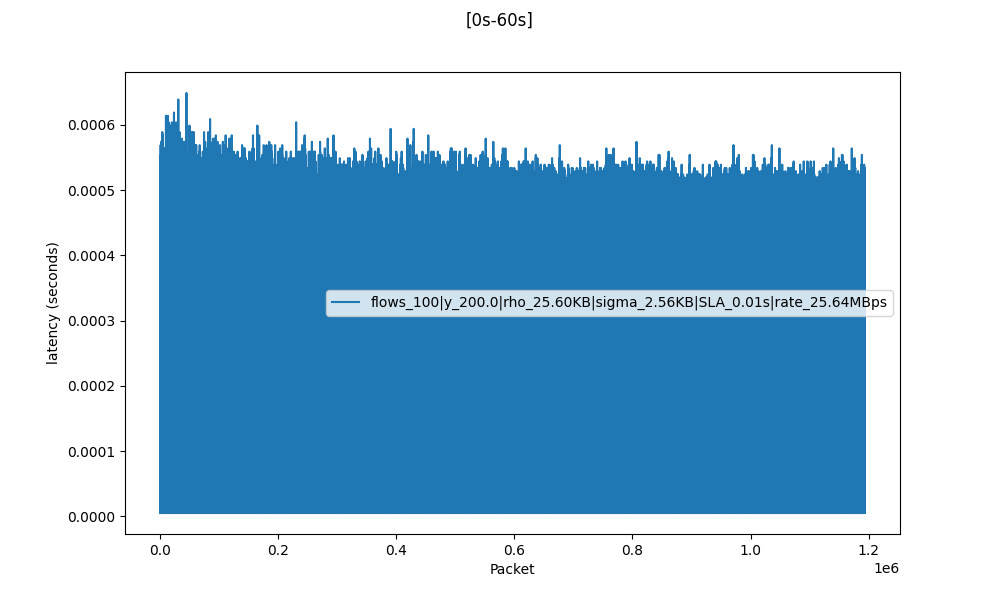 [0s-60s]
0.0006
0.0005
0.0004
0.0003
0.0002
0.0001
0.0000
latency (seconds)
flows_100|y_200.0|rho_25.60KB|sigma_2.56KB|SLA_0.01s|rate_25.64MBps
0.0 0.2 0.4 0.6 0.8 1.0 1.2
1e6
Packet